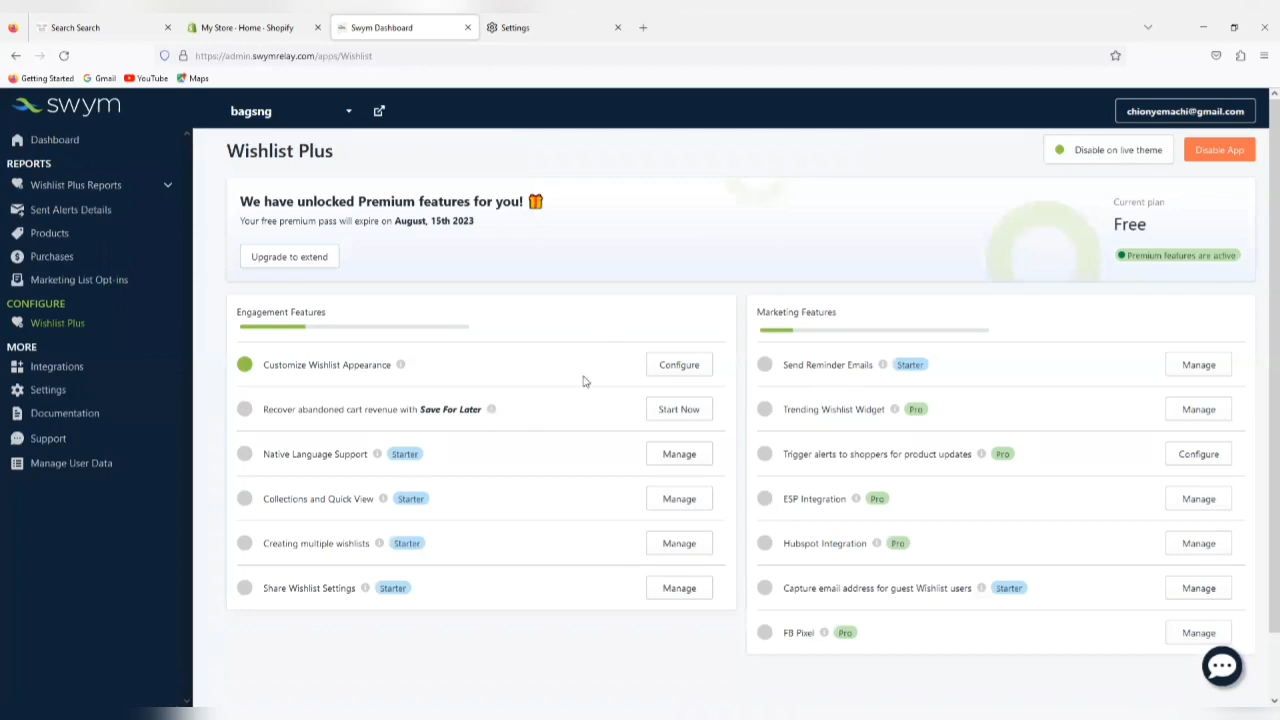 Search Search
My Store · Home · Shopify
Swym Dashboard
Settings
https://admin.swymrelay.com/apps/Wishlist
Getting Started
Gmail
YouTube
Maps
swym
bagsng
chionyemachi@gmail.com
Dashboard
REPORTS
Wishlist Plus Reports
Sent Alerts Details
Products
Purchases
Marketing List Opt-ins
CONFIGURE
Wishlist Plus
MORE
Integrations
Settings
Documentation
Support
Manage User Data
Wishlist Plus
Disable on live theme
Disable App
We have unlocked Premium features for you!
Your free premium pass will expire on August, 15th 2023
Upgrade to extend
Current plan
Free
Premium features are active
Engagement Features
Customize Wishlist Appearance
Configure
Recover abandoned cart revenue with Save For Later
Start Now
Native Language Support Starter
Manage
Collections and Quick View Starter
Manage
Creating multiple wishlists Starter
Manage
Share Wishlist Settings Starter
Manage
Marketing Features
Send Reminder Emails Starter
Manage
Trending Wishlist Widget Pro
Manage
Trigger alerts to shoppers for product updates Pro
Configure
ESP Integration Pro
Manage
Hubspot Integration Pro
Manage
Capture email address for guest Wishlist users Starter
Manage
FB Pixel Pro
Manage